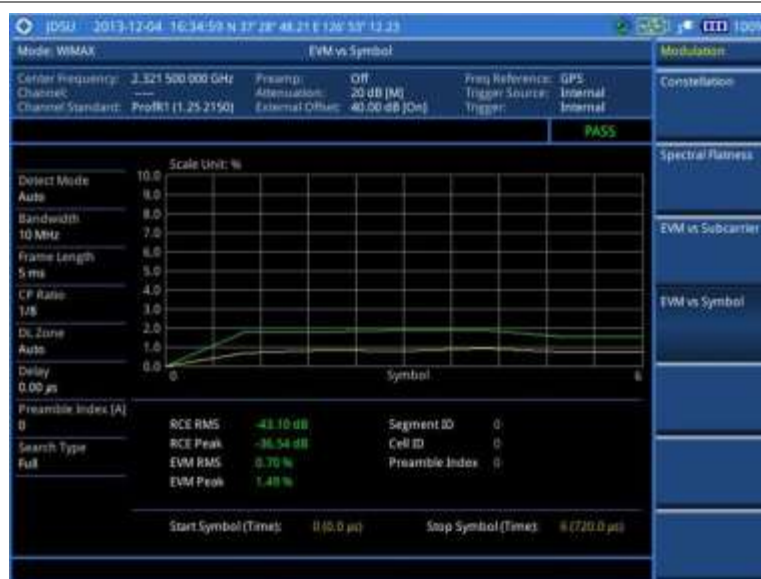 JDSU 2013-12-04 16:34:59 N 37° 28' 48.21 E 126° 53' 12.23 100%
Mode: WIMAX EVM vs Symbol Modulation
Center Frequency: 2.321 500 000 GHz Preamp: Off Freq Reference: GPS
Channel: ---- Attenuation: 20 dB [M] Trigger Source: Internal
Channel Standard: ProfR1 (1.25 2150) External Offset: 40.00 dB [On] Trigger: Internal
PASS
Constellation
Spectral Flatness
EVM vs Subcarrier
EVM vs Symbol
Detect Mode
Auto
Bandwidth
10 MHz
Frame Length
5 ms
CP Ratio
1/8
DL Zone
Auto
Delay
0.00 µs
Preamble Index [A]
0
Search Type
Full
Scale Unit: %
10.0
9.0
8.0
7.0
6.0
5.0
4.0
3.0
2.0
1.0
0.0
0 Symbol 6
RCE RMS -43.10 dB Segment ID 0
RCE Peak -36.54 dB Cell ID 0
EVM RMS 0.70 % Preamble Index 0
EVM Peak 1.49 %
Start Symbol (Time): 0 (0.0 µs) Stop Symbol (Time): 6 (720.0 µs)